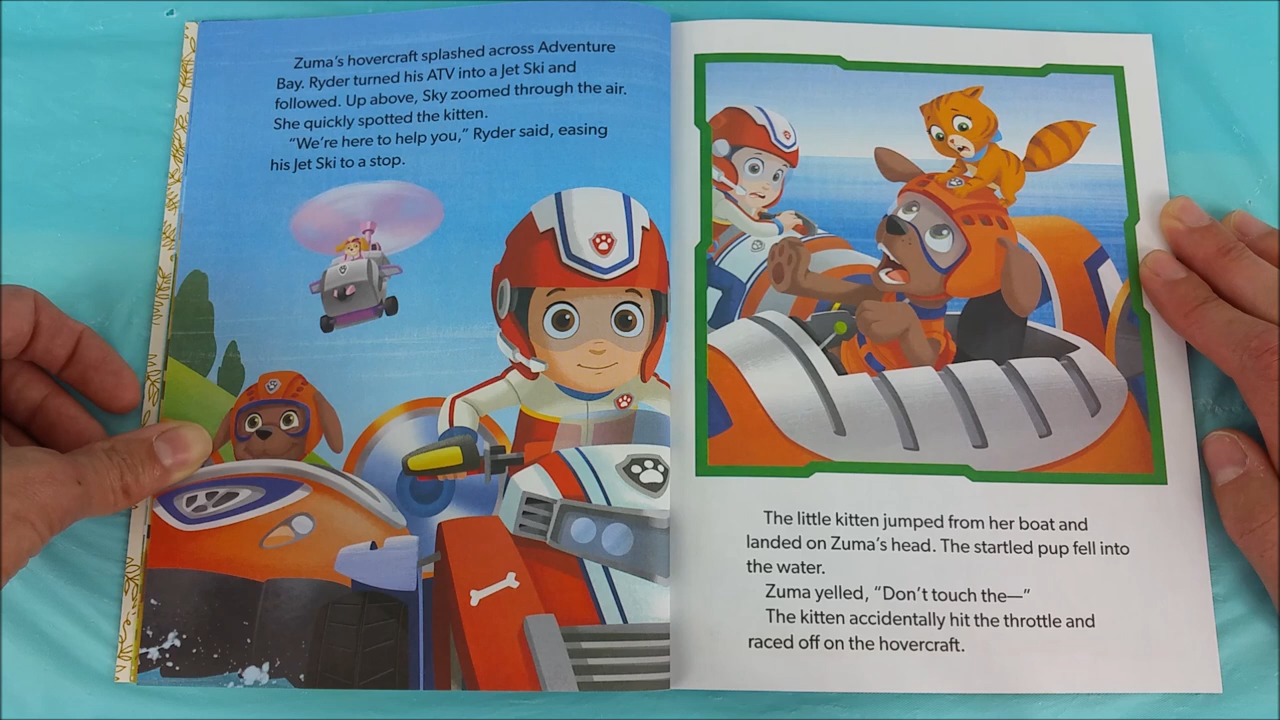 Zuma's hovercraft splashed across Adventure
Bay. Ryder turned his ATV into a Jet Ski and
followed. Up above, Sky zoomed through the air.
She quickly spotted the kitten.
"We're here to help you," Ryder said, easing
his Jet Ski to a stop.
The little kitten jumped from her boat and
landed on Zuma's head. The startled pup fell into
the water.
Zuma yelled, "Don't touch the—"
The kitten accidentally hit the throttle and
raced off on the hovercraft.